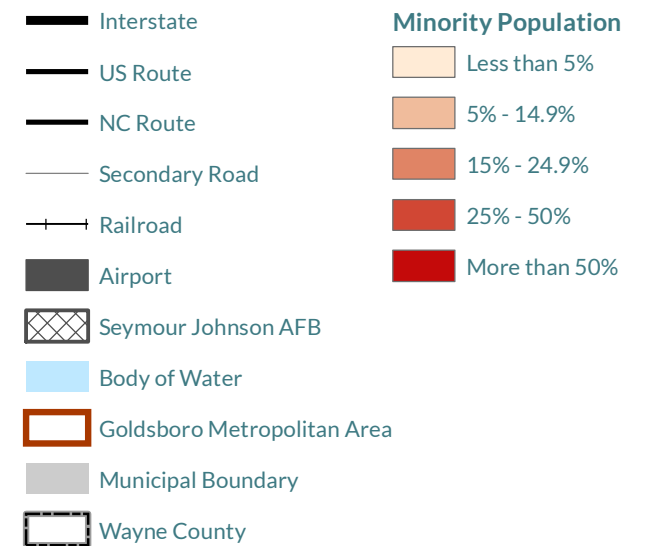 Interstate
US Route
NC Route
Secondary Road
Railroad
Airport
Seymour Johnson AFB
Body of Water
Goldsboro Metropolitan Area
Municipal Boundary
Wayne County
Minority Population
Less than 5%
5% - 14.9%
15% - 24.9%
25% - 50%
More than 50%